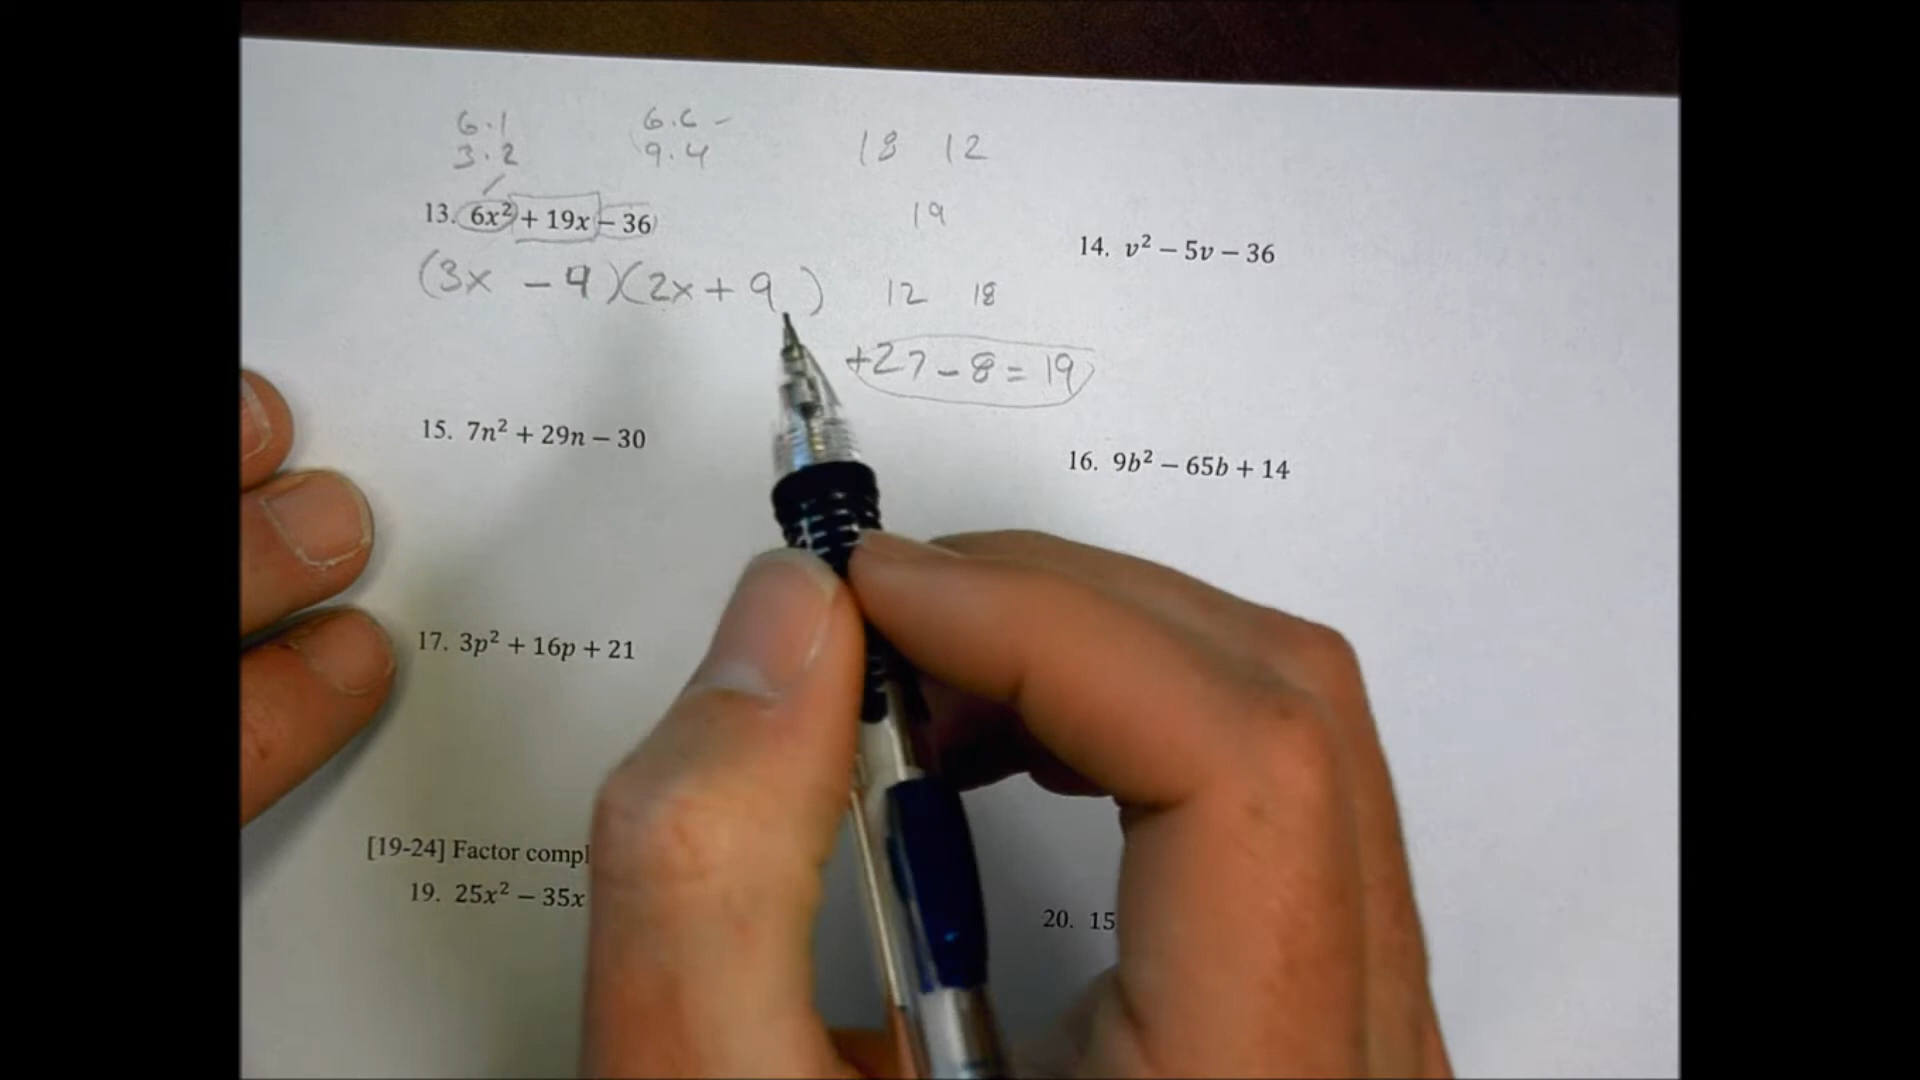 6·1 6·6 –
3·2 9·4 18 12
13. 6x² + 19x − 36 19
14. v² − 5v − 36
(3x − 4)(2x + 9 ) 12 18
+27 − 8 = 19
15. 7n² + 29n − 30
16. 9b² − 65b + 14
17. 3p² + 16p + 21
[19-24] Factor
19. 25x² − 35x
20. 15